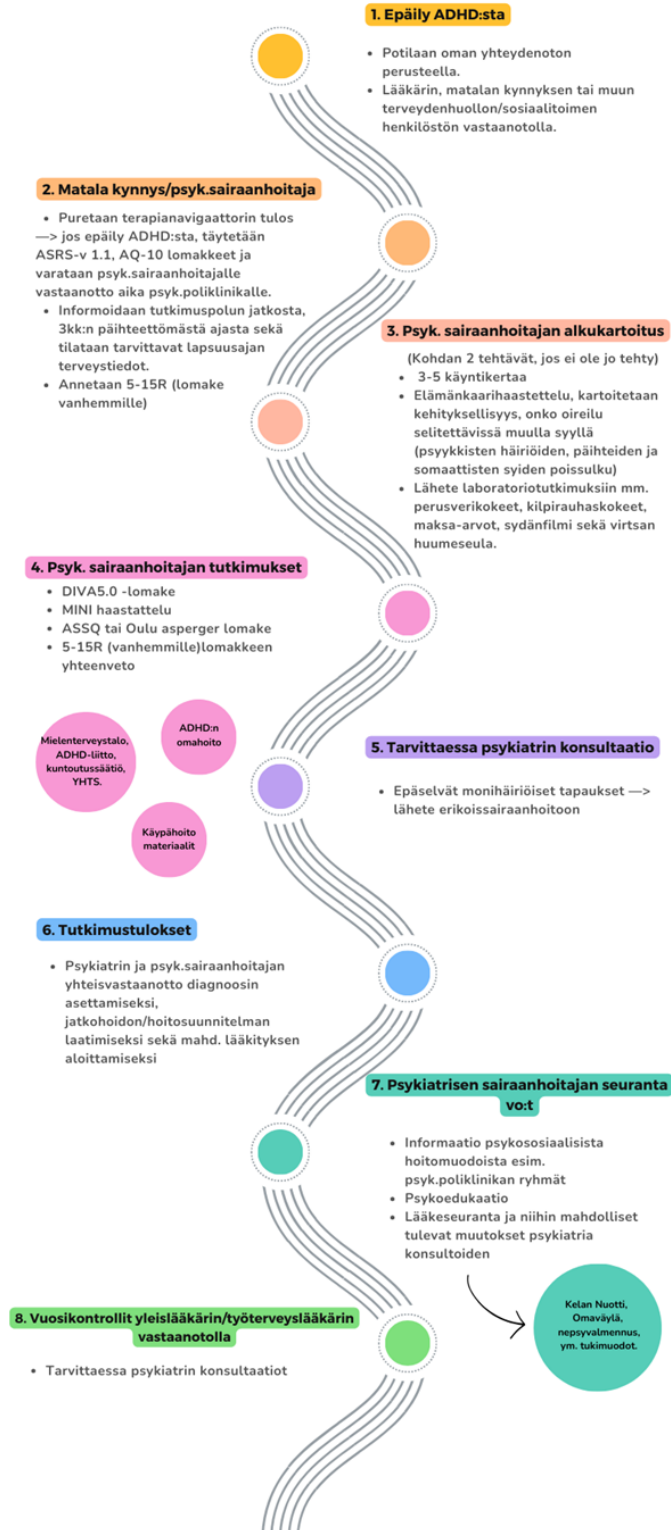 1. Epäily ADHD:sta
• Potilaan oman yhteydenoton
perusteella.
• Lääkärin, matalan kynnyksen tai muun
terveydenhuollon/sosiaalitoimen
henkilöstön vastaanotolla.
2. Matala kynnys/psyk.sairaanhoitaja
• Puretaan terapianavigaattorin tulos
—> jos epäily ADHD:sta, täytetään
ASRS-v 1.1, AQ-10 lomakkeet ja
varataan psyk.sairaanhoitajalle
vastaanotto aika psyk.poliklinikalle.
• Informoidaan tutkimuspolun jatkosta,
3kk:n päihteettömästä ajasta sekä
tilataan tarvittavat lapsuusajan
terveystiedot.
• Annetaan 5-15R (lomake
vanhemmille)
3. Psyk. sairaanhoitajan alkukartoitus
(Kohdan 2 tehtävät, jos ei ole jo tehty)
• 3-5 käyntikertaa
• Elämänkaarihaastettelu, kartoitetaan
kehityksellisyys, onko oireilu
selitettävissä muulla syyllä
(psyykkisten häiriöiden, päihteiden ja
somaattisten syiden poissulku)
• Lähete laboratoriotutkimuksiin mm.
perusverikokeet, kilpirauhaskokeet,
maksa-arvot, sydänfilmi sekä virtsan
huumeseula.
4. Psyk. sairaanhoitajan tutkimukset
• DIVA5.0 -lomake
• MINI haastattelu
• ASSQ tai Oulu asperger lomake
• 5-15R (vanhemmille)lomakkeen
yhteenveto
Mielenterveystalo,
ADHD-liitto,
kuntoutussäätiö,
YHTS.
ADHD:n
omahoito
Käypähoito
materiaalit
5. Tarvittaessa psykiatrin konsultaatio
• Epäselvät monihäiriöiset tapaukset —>
lähete erikoissairaanhoitoon
6. Tutkimustulokset
• Psykiatrin ja psyk.sairaanhoitajan
yhteisvastaanotto diagnoosin
asettamiseksi,
jatkohoidon/hoitosuunnitelman
laatimiseksi sekä mahd. lääkityksen
aloittamiseksi
7. Psykiatrisen sairaanhoitajan seuranta
vo:t
• Informaatio psykososiaalisista
hoitomuodoista esim.
psyk.poliklinikan ryhmät
• Psykoedukaatio
• Lääkeseuranta ja niihin mahdolliset
tulevat muutokset psykiatria
konsultoiden
Kelan Nuotti,
Omaväylä,
nepsyvalmennus,
ym. tukimuodot.
8. Vuosikontrollit yleislääkärin/työterveyslääkärin
vastaanotolla
• Tarvittaessa psykiatrin konsultaatiot